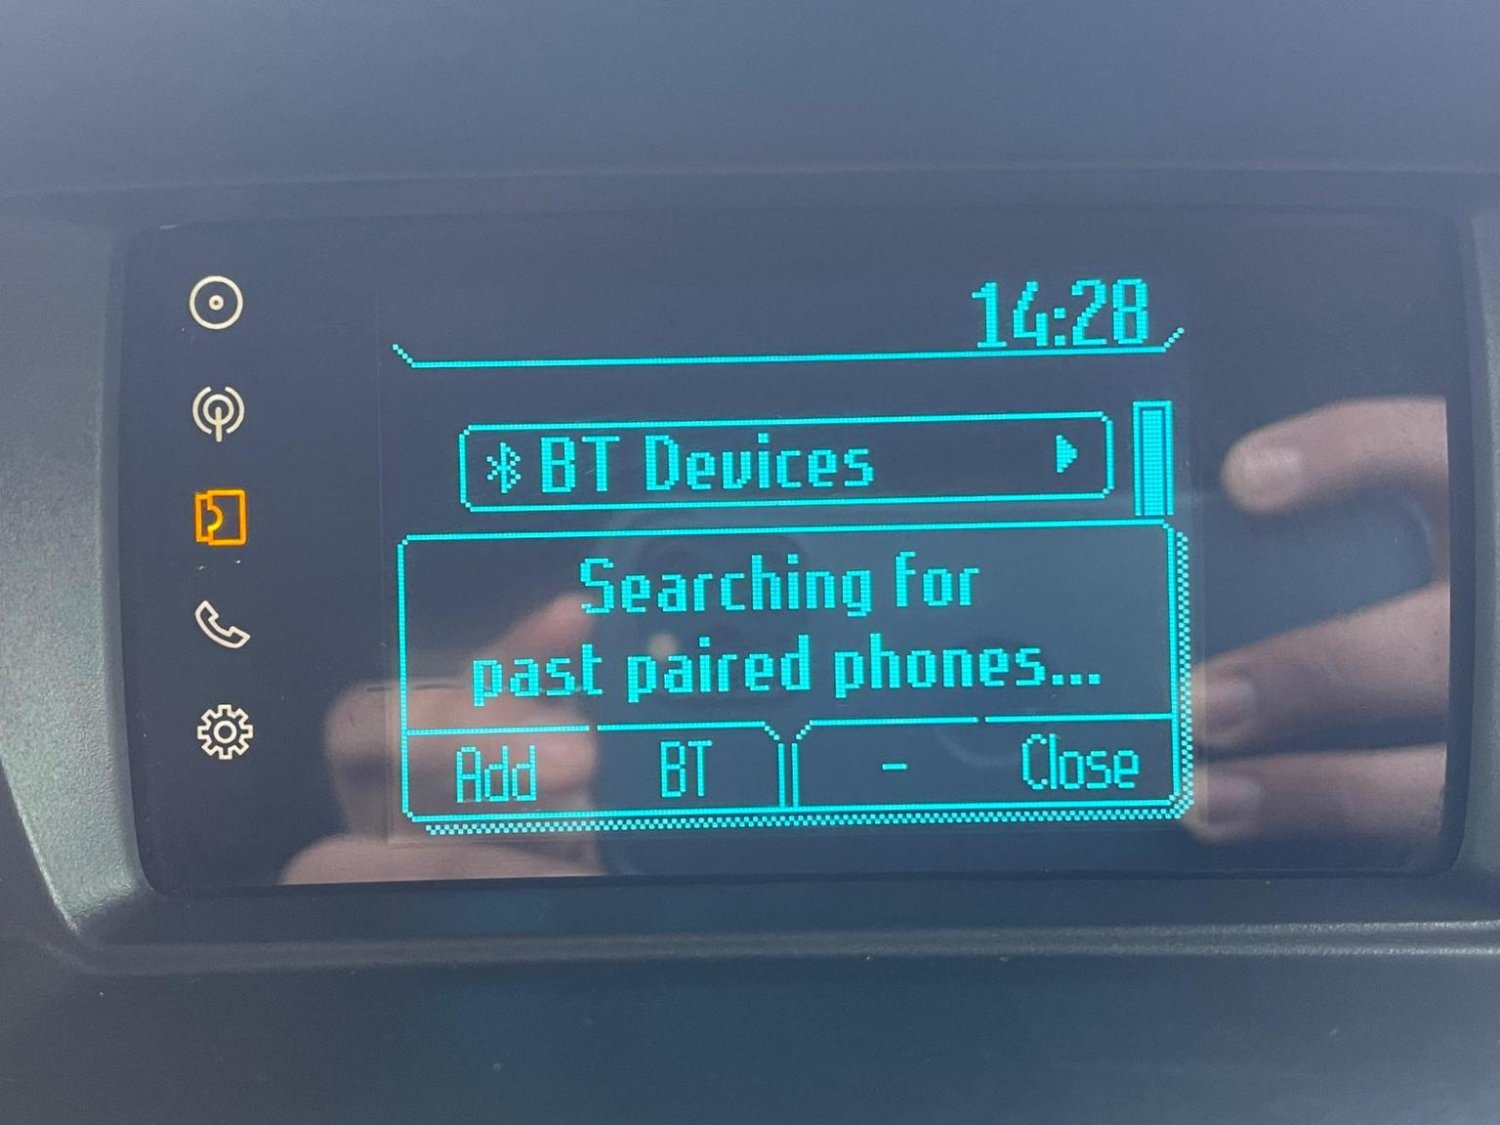 14:28
BT Devices
Searching for
past paired phones...
Add BT - Close